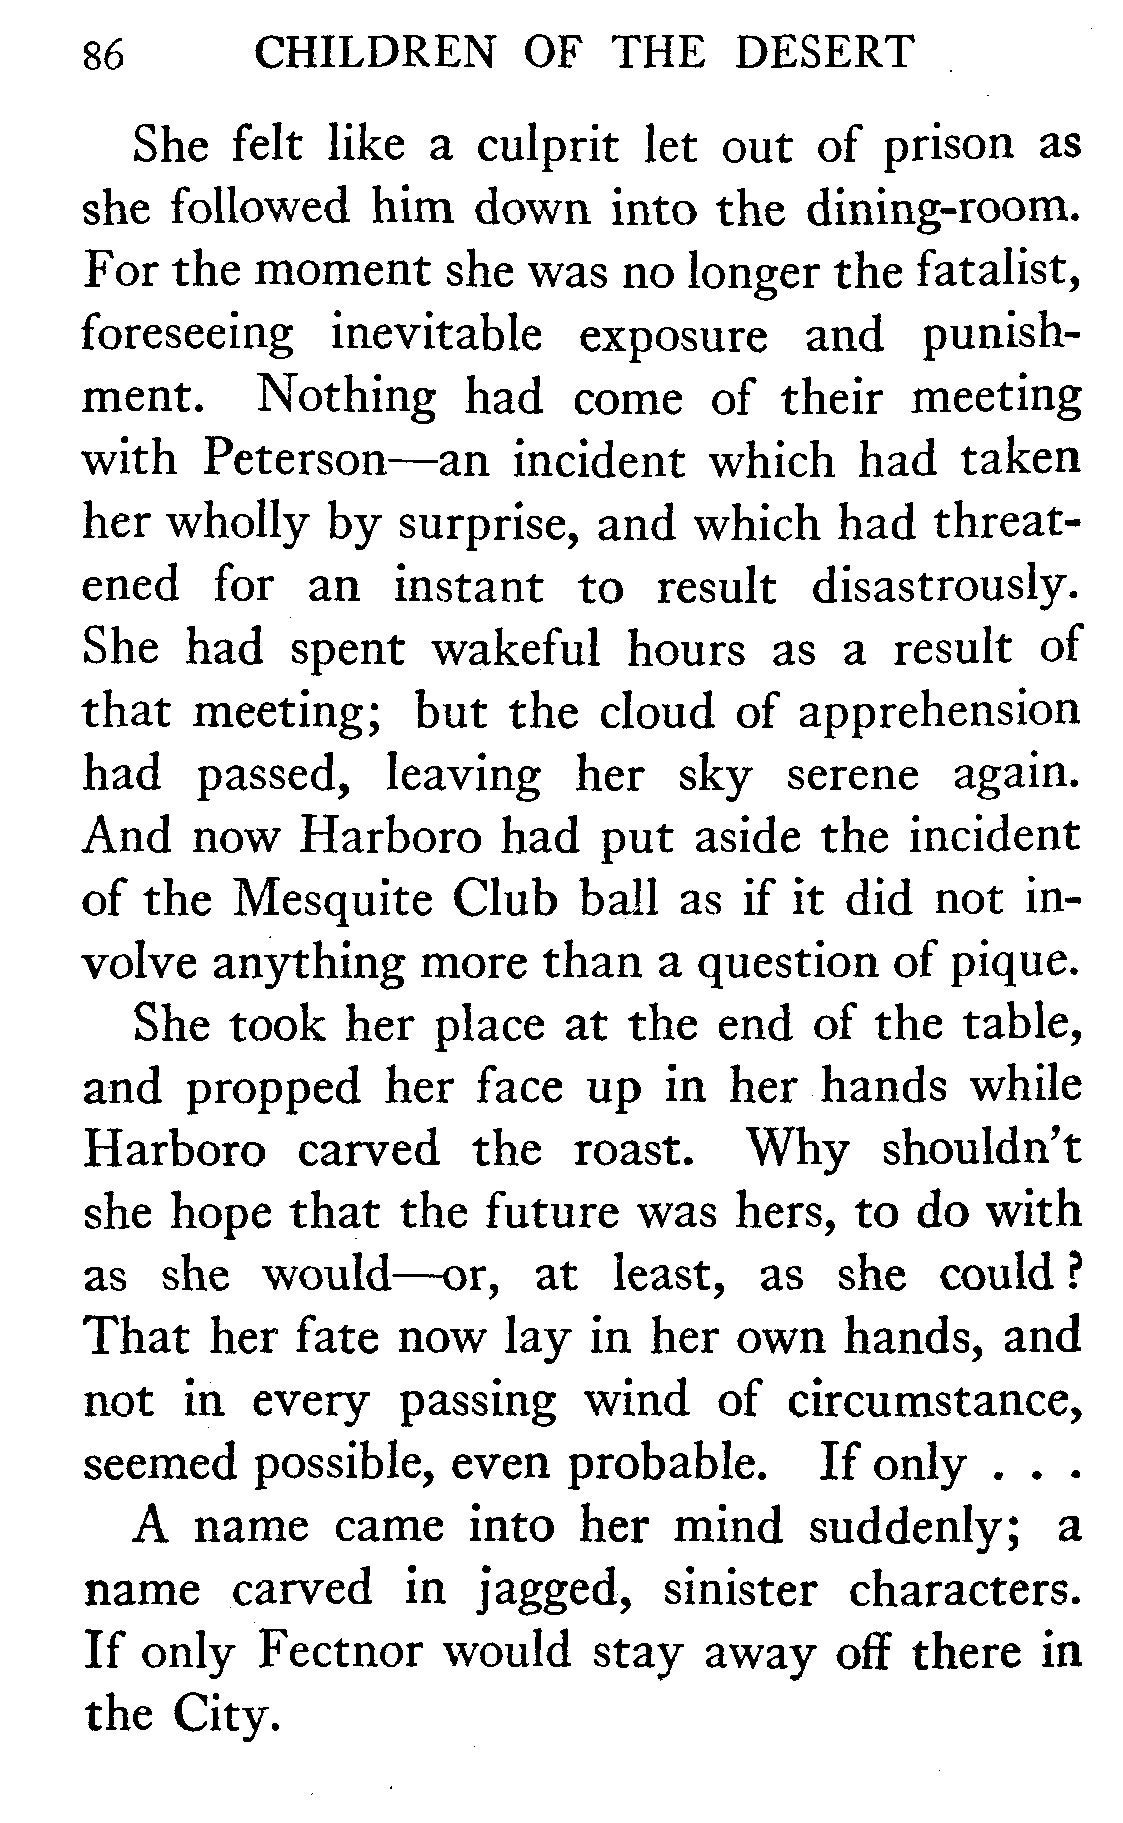 86 CHILDREN OF THE DESERT
She felt like a culprit let out of prison as
she followed him down into the dining-room.
For the moment she was no longer the fatalist,
foreseeing inevitable exposure and punish-
ment. Nothing had come of their meeting
with Peterson—an incident which had taken
her wholly by surprise, and which had threat-
ened for an instant to result disastrously.
She had spent wakeful hours as a result of
that meeting; but the cloud of apprehension
had passed, leaving her sky serene again.
And now Harboro had put aside the incident
of the Mesquite Club ball as if it did not in-
volve anything more than a question of pique.
She took her place at the end of the table,
and propped her face up in her hands while
Harboro carved the roast. Why shouldn't
she hope that the future was hers, to do with
as she would—or, at least, as she could?
That her fate now lay in her own hands, and
not in every passing wind of circumstance,
seemed possible, even probable. If only . . .
A name came into her mind suddenly; a
name carved in jagged, sinister characters.
If only Fectnor would stay away off there in
the City.